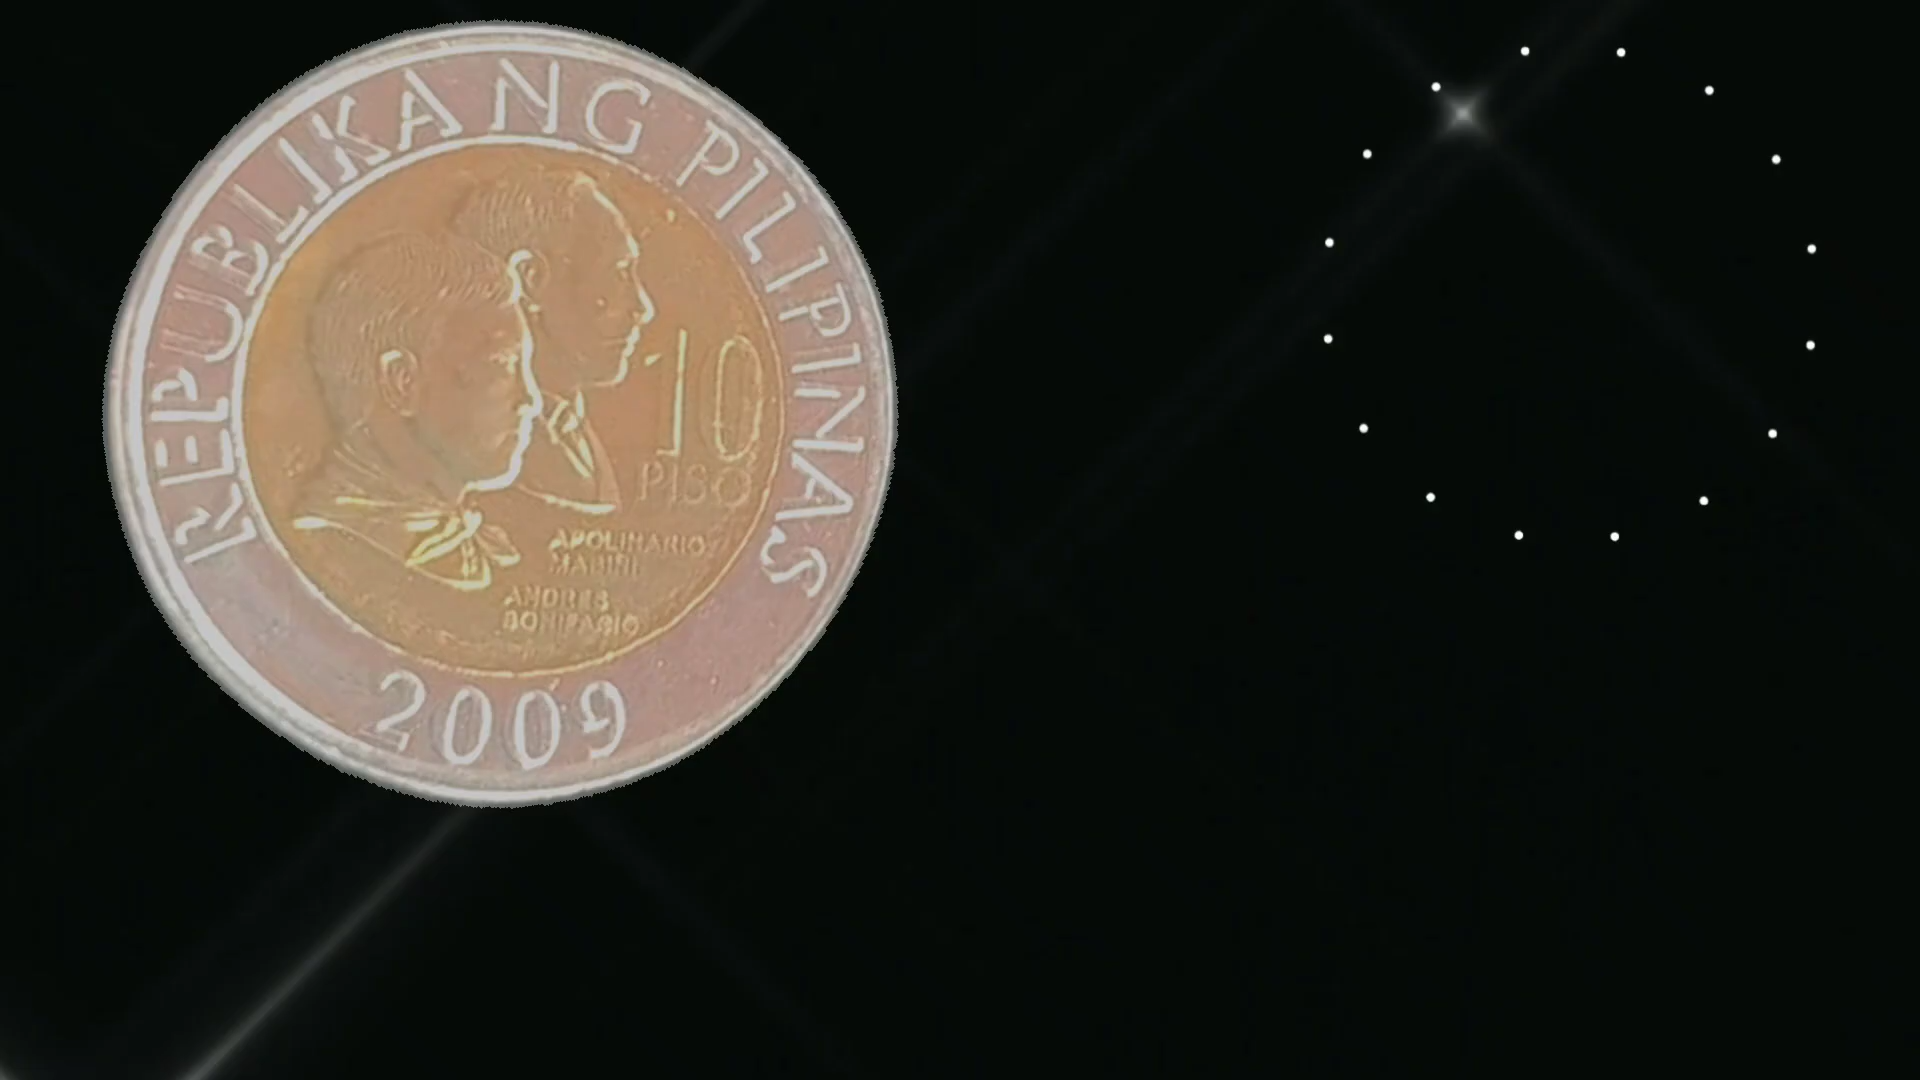 REPUBLIKANG PILIPINAS
10
PISO
APOLINARIO
MABINI
ANDRES
BONIFACIO
2009